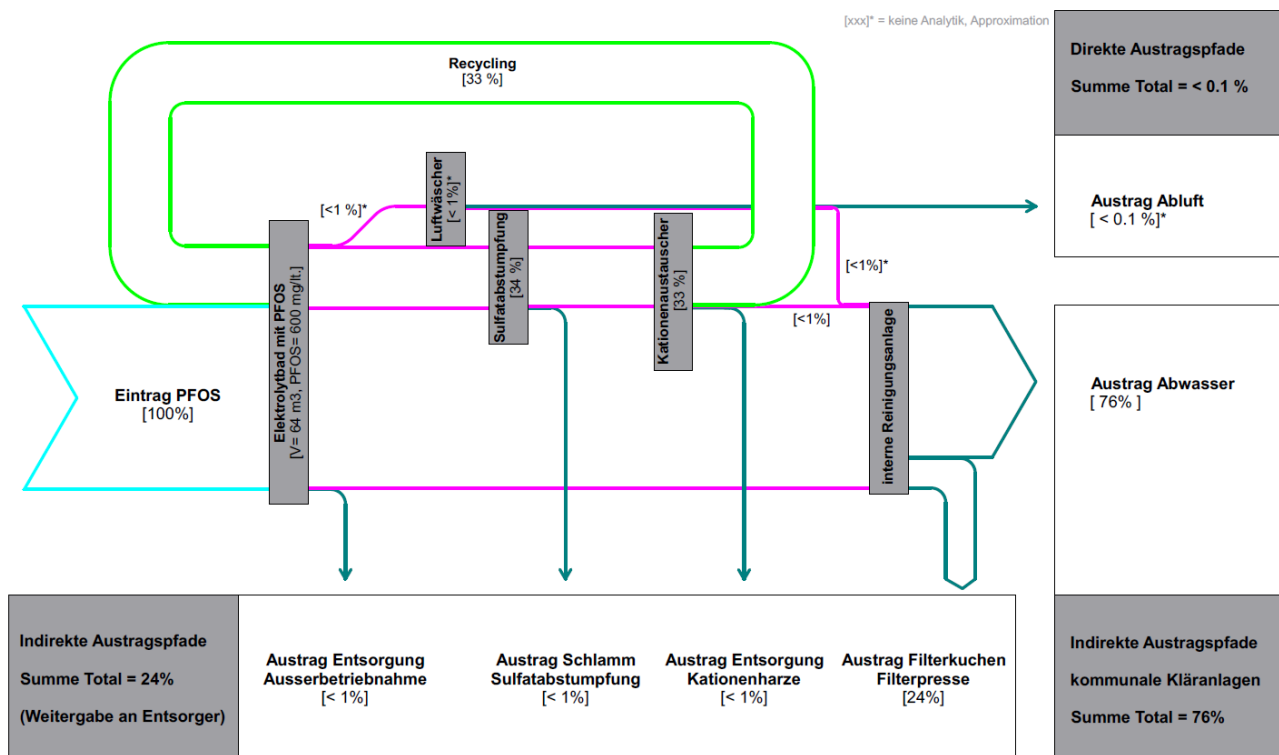 [xxx]* = keine Analytik, Approximation
Direkte Austragspfade
Summe Total = < 0.1 %
Recycling
[33 %]
[<1 %]*
Luftwäscher
[< 1%]*
Austrag Abluft
[ < 0.1 %]*
Sulfatabstumpfung
[34 %]
Kationenaustauscher
[33 %]
[<1%]*
[<1%]
Elektrolytbad mit PFOS
[V= 64 m3, PFOS= 600 mg/lt.]
interne Reinigungsanlage
Eintrag PFOS
[100%]
Austrag Abwasser
[ 76% ]
Indirekte Austragspfade
Summe Total = 24%
(Weitergabe an Entsorger)
Austrag Entsorgung
Ausserbetriebnahme
[< 1%]
Austrag Schlamm
Sulfatabstumpfung
[< 1%]
Austrag Entsorgung
Kationenharze
[< 1%]
Austrag Filterkuchen
Filterpresse
[24%]
Indirekte Austragspfade
kommunale Kläranlagen
Summe Total = 76%